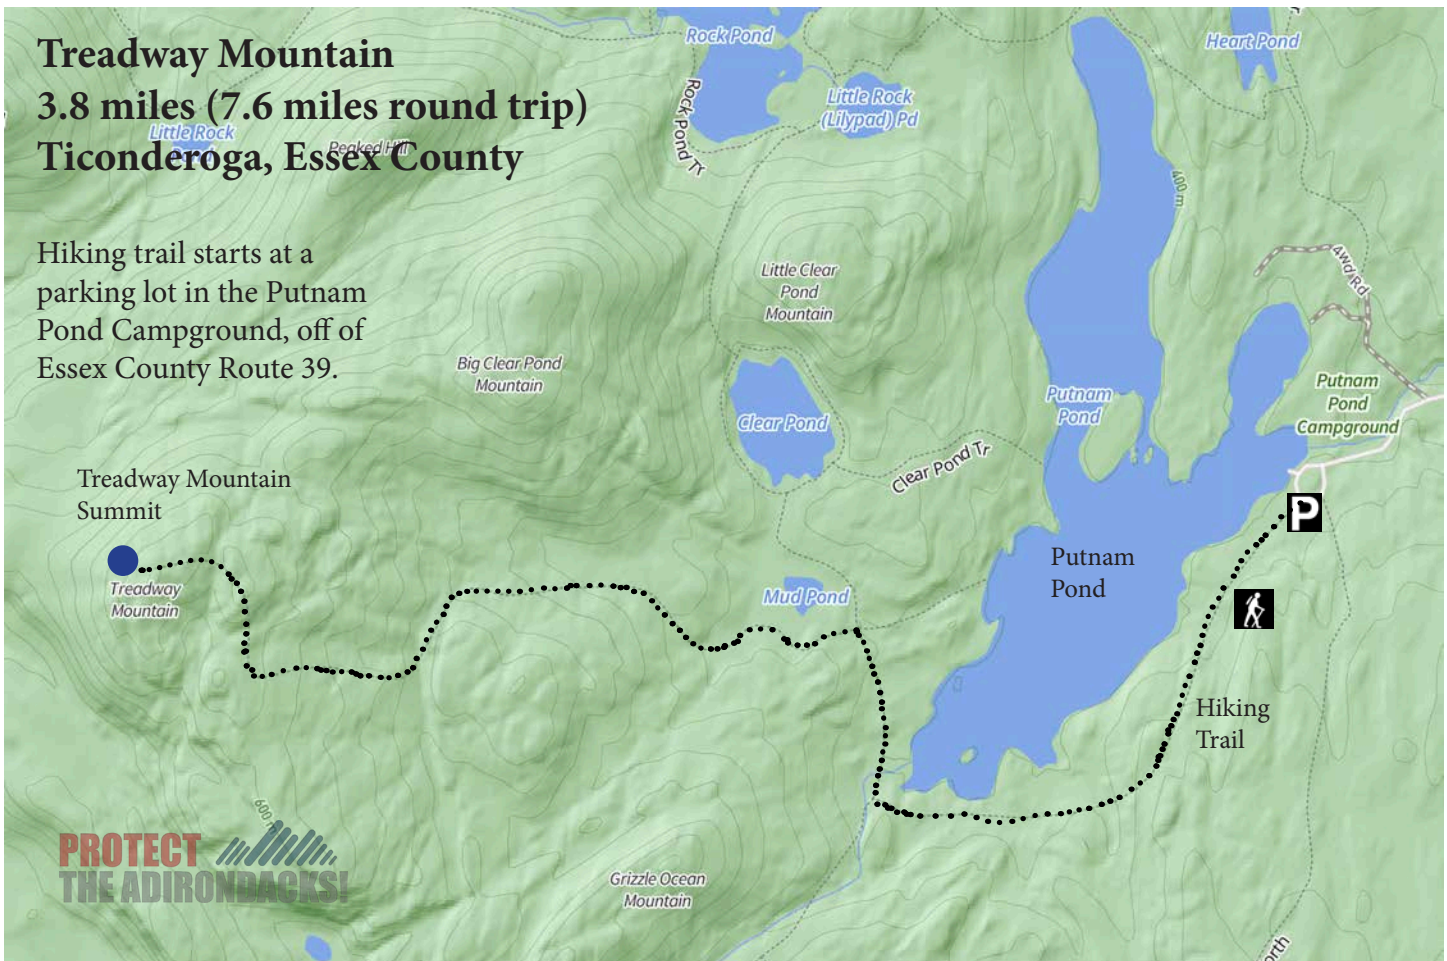 Treadway Mountain
3.8 miles (7.6 miles round trip)
Ticonderoga, Essex County
Hiking trail starts at a
parking lot in the Putnam
Pond Campground, off of
Essex County Route 39.
Rock Pond
Heart Pond
Little Rock
(Lilypad) Pd
Rock Pond Tr
Little Rock
Peaked Hill
400 m
4Wd Rd
Little Clear
Pond
Mountain
Big Clear Pond
Mountain
Clear Pond
Putnam
Pond
Putnam
Pond
Campground
Clear Pond Tr
Treadway Mountain
Summit
P
Putnam
Pond
Treadway
Mountain
Mud Pond
Hiking
Trail
600 m
PROTECT
THE ADIRONDACKS!
Grizzle Ocean
Mountain
orth